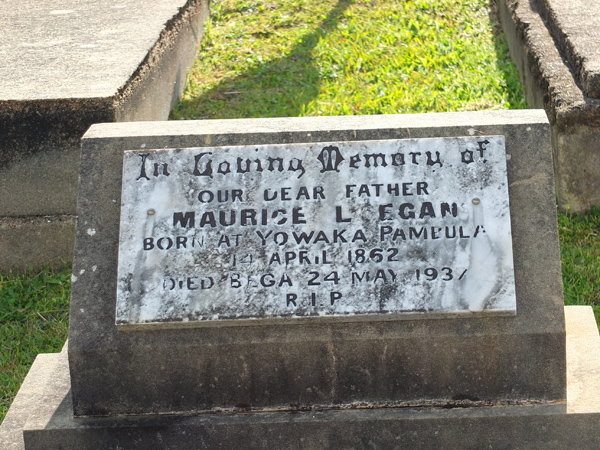 In Loving Memory of
OUR DEAR FATHER
MAURICE L EGAN
BORN AT YOWAKA PAMBULA
14 APRIL 1862
DIED BEGA 24 MAY 1937
R.I.P